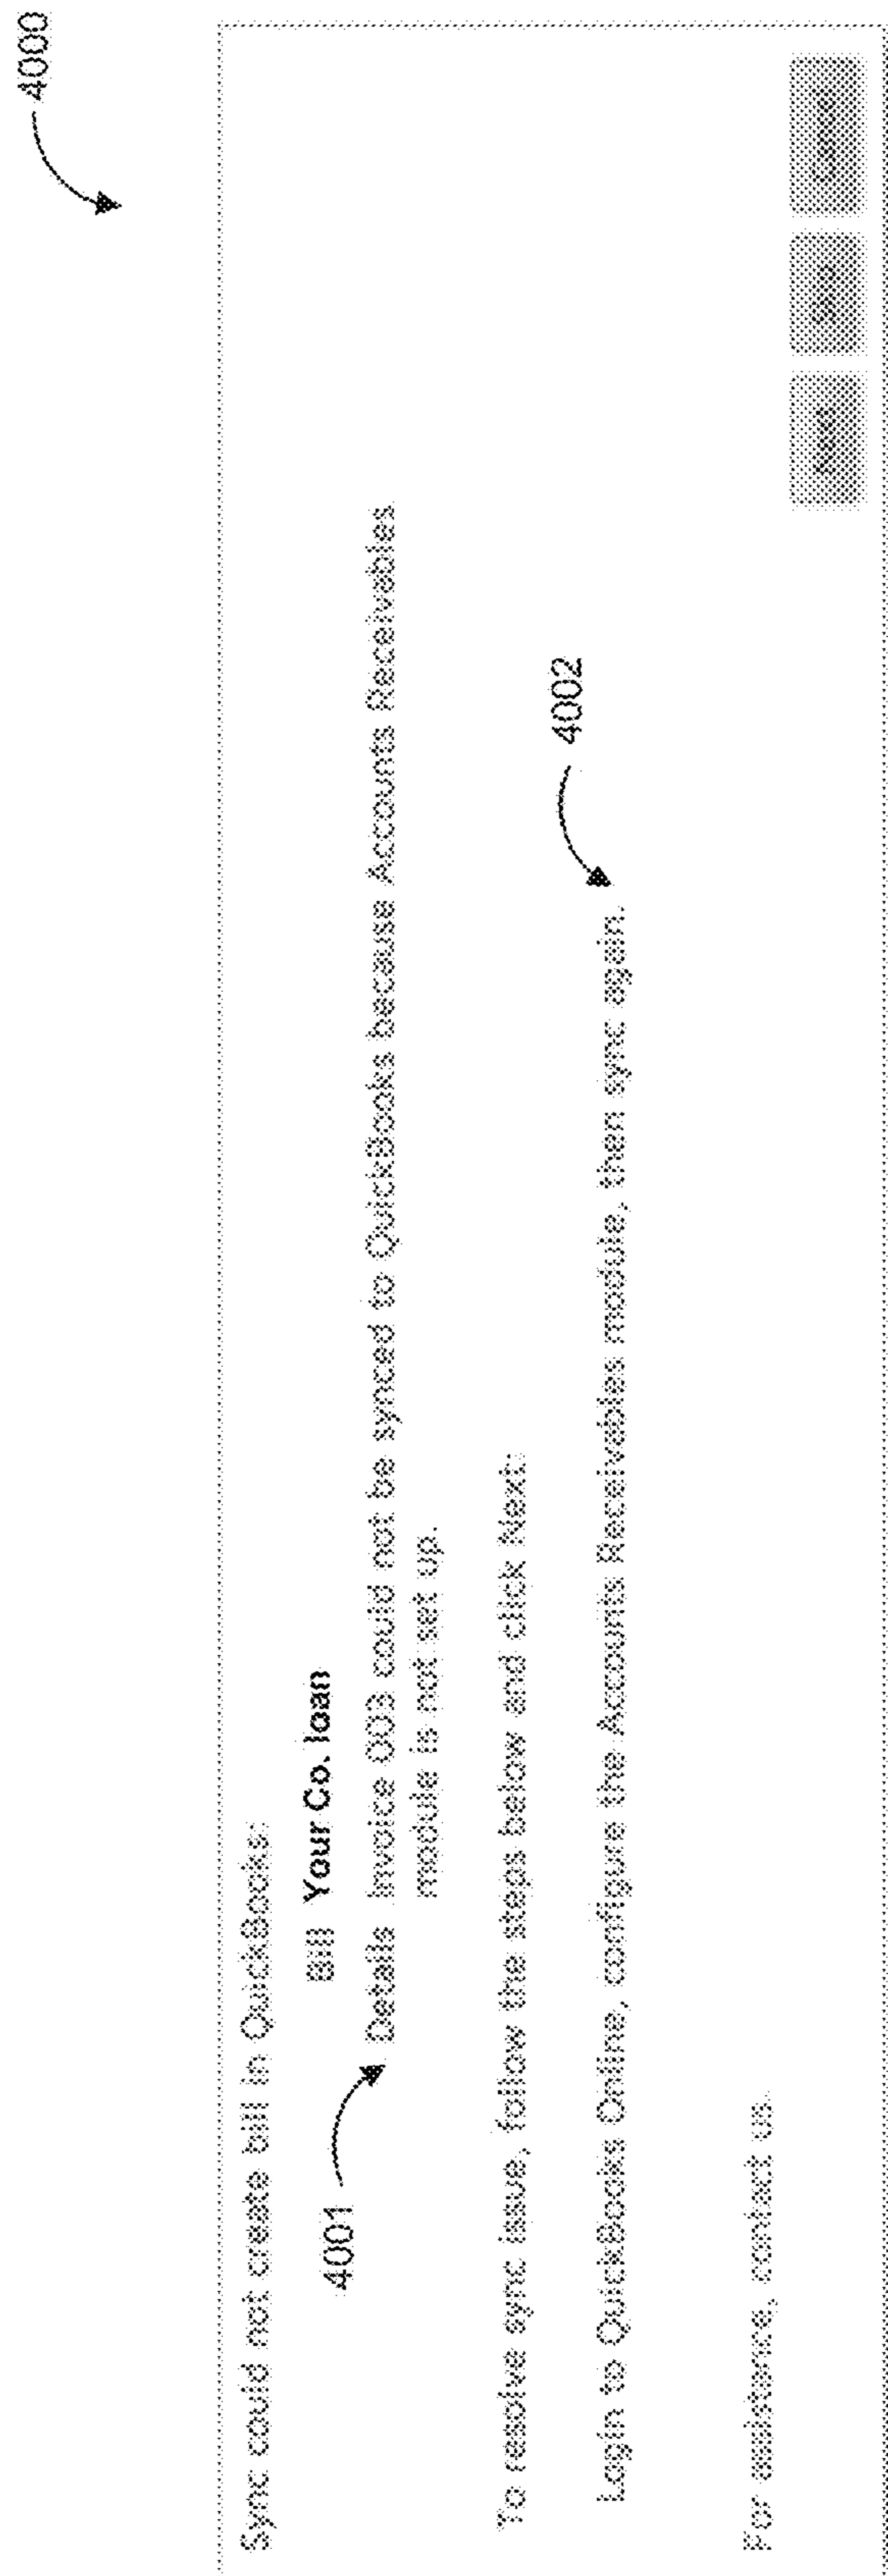 4000
Sync could not create bill in QuickBooks:
Bill Your Co. loan
4001
Details Invoice 003 could not be synced to QuickBooks because Accounts Receivables
module is not set up.
To resolve sync issue, follow the steps below and click Next:
4002
Login to QuickBooks Online, configure the Accounts Receivables module, then sync again.
For assistance, contact us.
Next Skip Cancel